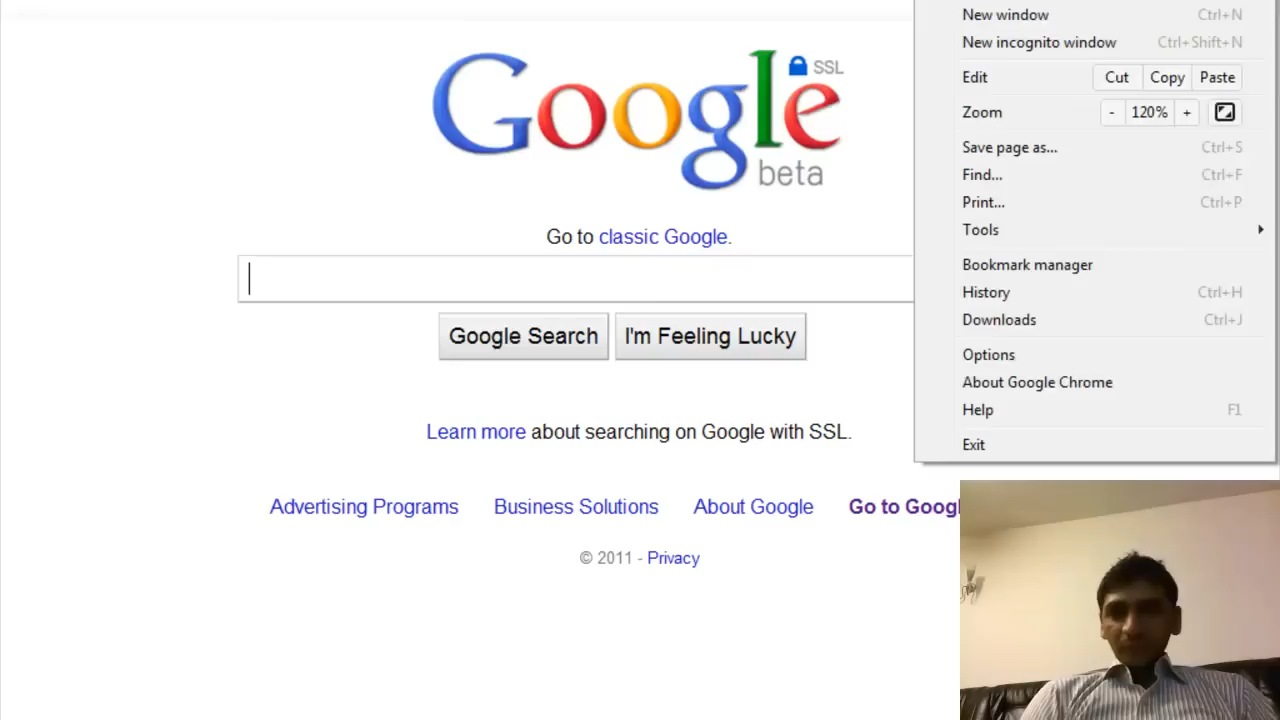 Google
SSL
beta
Go to classic Google.
Google Search
I'm Feeling Lucky
Learn more about searching on Google with SSL.
Advertising Programs
Business Solutions
About Google
Go to Googl
© 2011 - Privacy
New window Ctrl+N
New incognito window Ctrl+Shift+N
Edit Cut Copy Paste
Zoom - 120% +
Save page as... Ctrl+S
Find... Ctrl+F
Print... Ctrl+P
Tools
Bookmark manager
History Ctrl+H
Downloads Ctrl+J
Options
About Google Chrome
Help F1
Exit